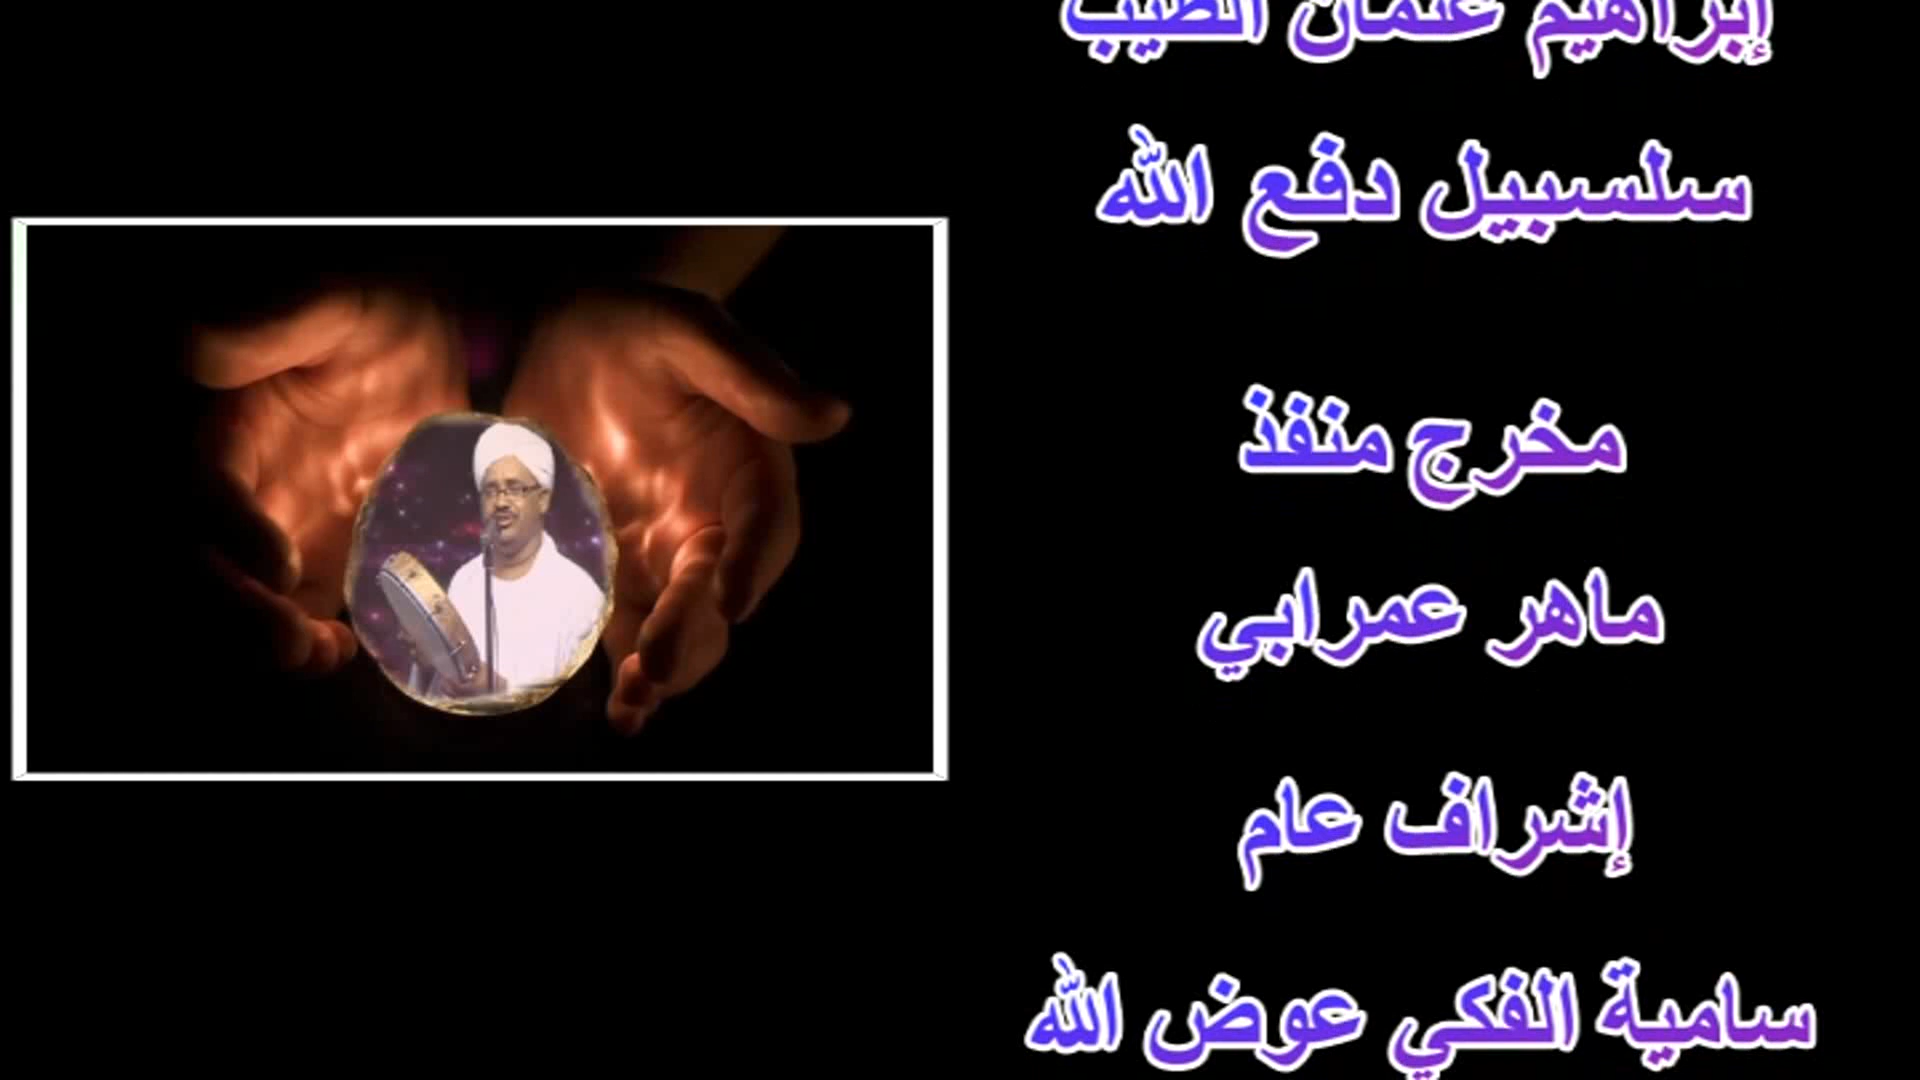 إبراهيم عثمان الطيب
سلسبيل دفع الله
مخرج منفذ
ماهر عمرابي
إشراف عام
سامية الفكي عوض الله